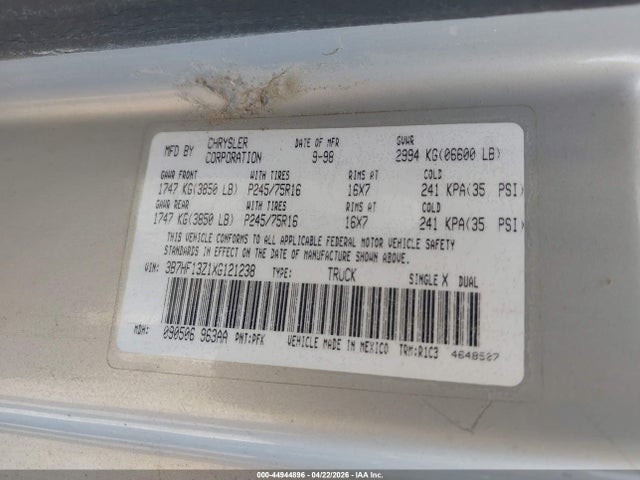 MFD BY CHRYSLER CORPORATION DATE OF MFR 9-98 GVWR 2994 KG(06600 LB)
GAWR FRONT WITH TIRES RIMS AT COLD
1747 KG(3850 LB) P245/75R16 16X7 241 KPA(35 PSI)
GAWR REAR WITH TIRES RIMS AT COLD
1747 KG(3850 LB) P245/75R16 16X7 241 KPA(35 PSI)
THIS VEHICLE CONFORMS TO ALL APPLICABLE FEDERAL MOTOR VEHICLE SAFETY
STANDARDS IN EFFECT ON THE DATE OF MANUFACTURE SHOWN ABOVE.
VIN: 3B7HF13Z1XG121238 TYPE: TRUCK SINGLE X DUAL
MDH: 090506 963AA PNT:PFK VEHICLE MADE IN MEXICO TRM:R1C3 4648507
000-44944896 - 04/22/2026 - IAA Inc.